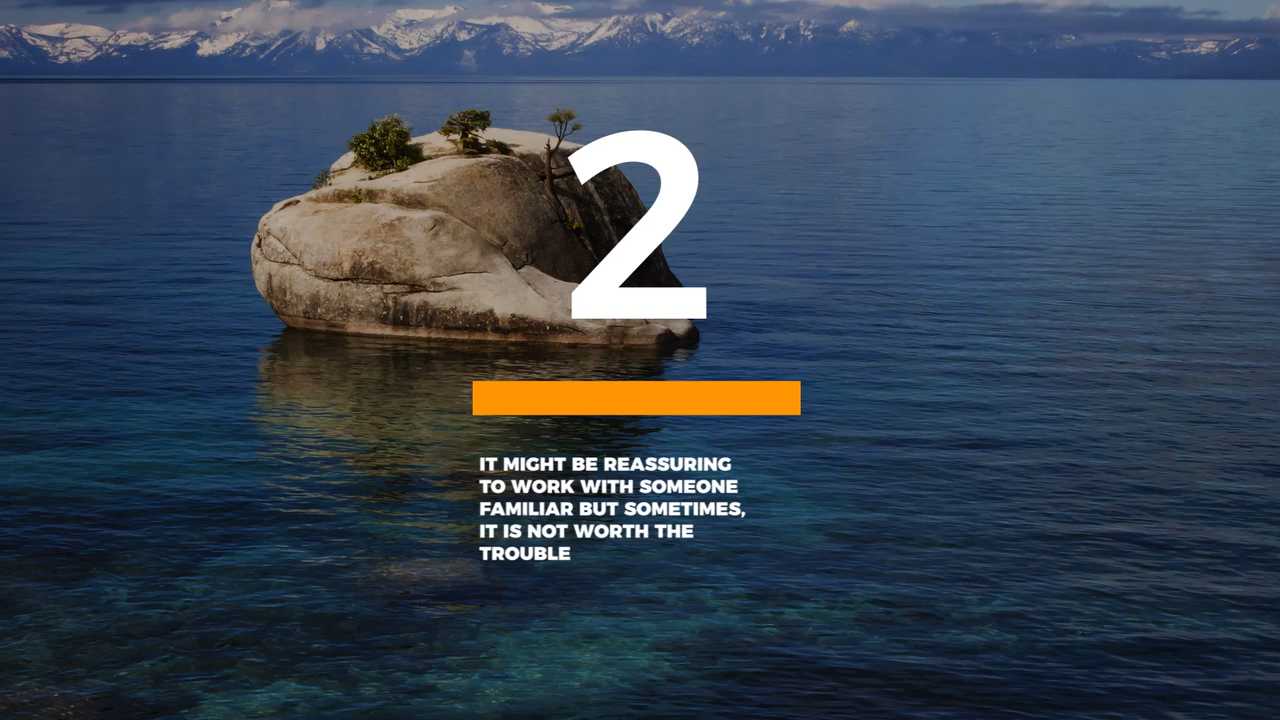 2
IT MIGHT BE REASSURING
TO WORK WITH SOMEONE
FAMILIAR BUT SOMETIMES,
IT IS NOT WORTH THE
TROUBLE